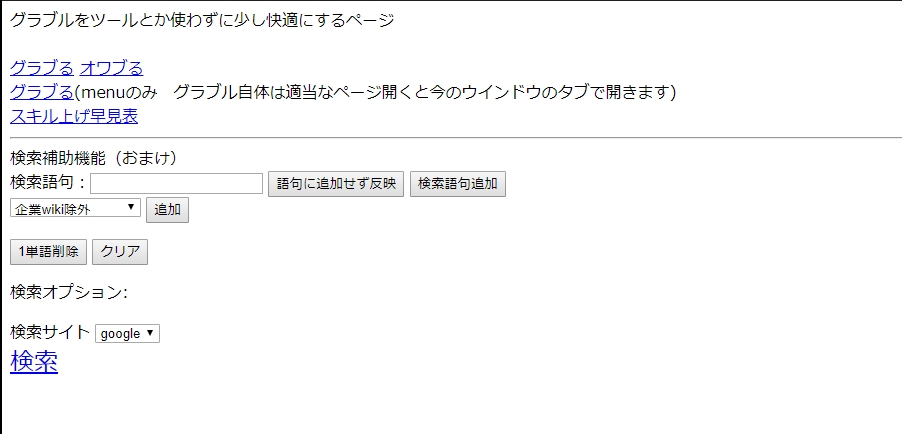 グラブルをツールとか使わずに少し快適にするページ
グラブる オワブる
グラブる(menuのみ　グラブル自体は適当なページ開くと今のウインドウのタブで開きます)
スキル上げ早見表
検索補助機能（おまけ）
検索語句： 語句に追加せず反映 検索語句追加
企業wiki除外 追加
1単語削除 クリア
検索オプション:
検索サイト google
検索